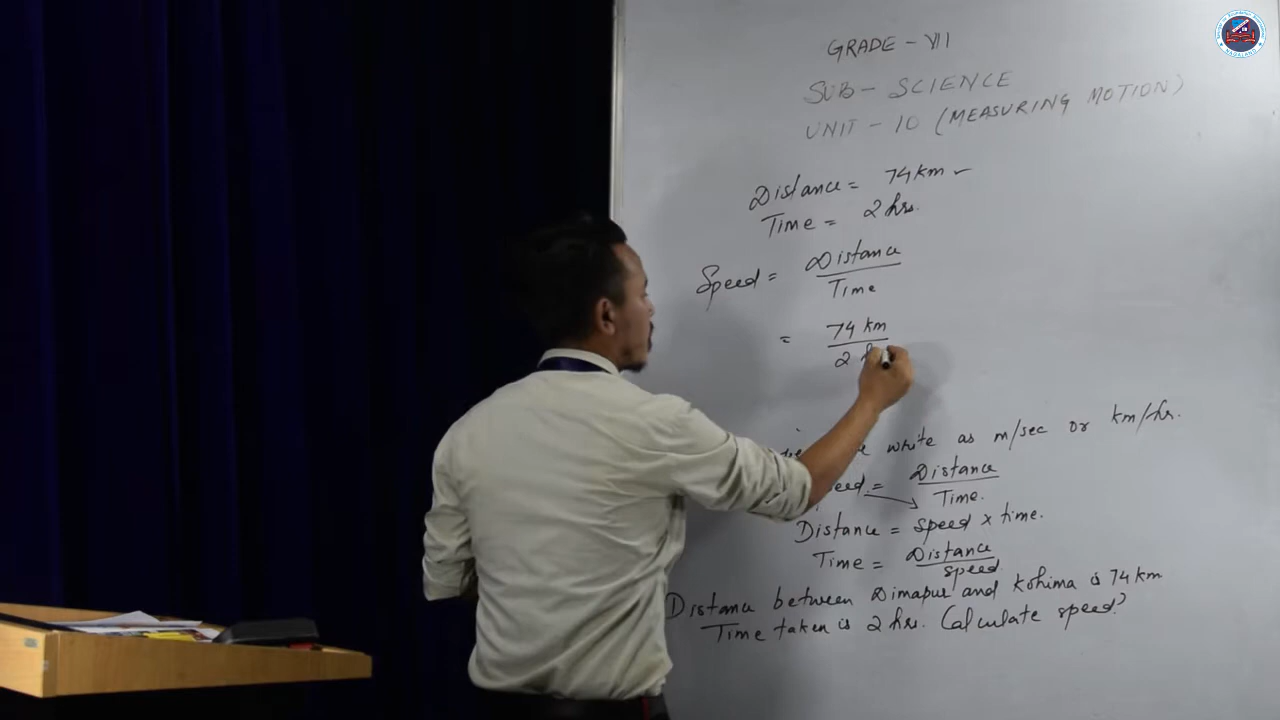 GRADE - VII
SUB - SCIENCE
UNIT - 10 (MEASURING MOTION)
Distance = 74 km ✓
Time = 2 hrs.
Speed = Distance
Time
= 74 km
2 h
write as m/sec or km/hr.
= Distance
Time.
Distance = speed × time.
Time = Distance
speed
Distance between Dimapur and Kohima is 74 km
Time taken is 2 hrs. Calculate speed?
NAGALAND